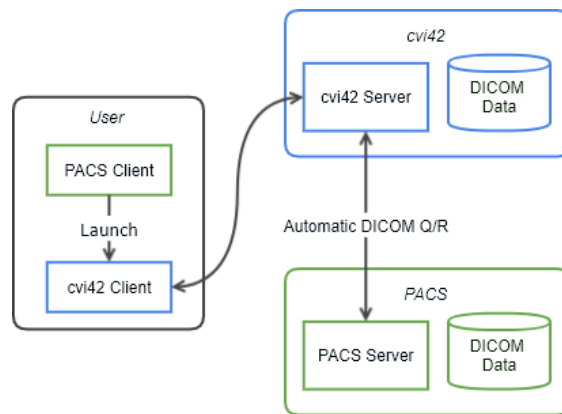 cvi42
cvi42 Server
DICOM
Data
User
PACS Client
Launch
cvi42 Client
Automatic DICOM Q/R
PACS
PACS Server
DICOM
Data